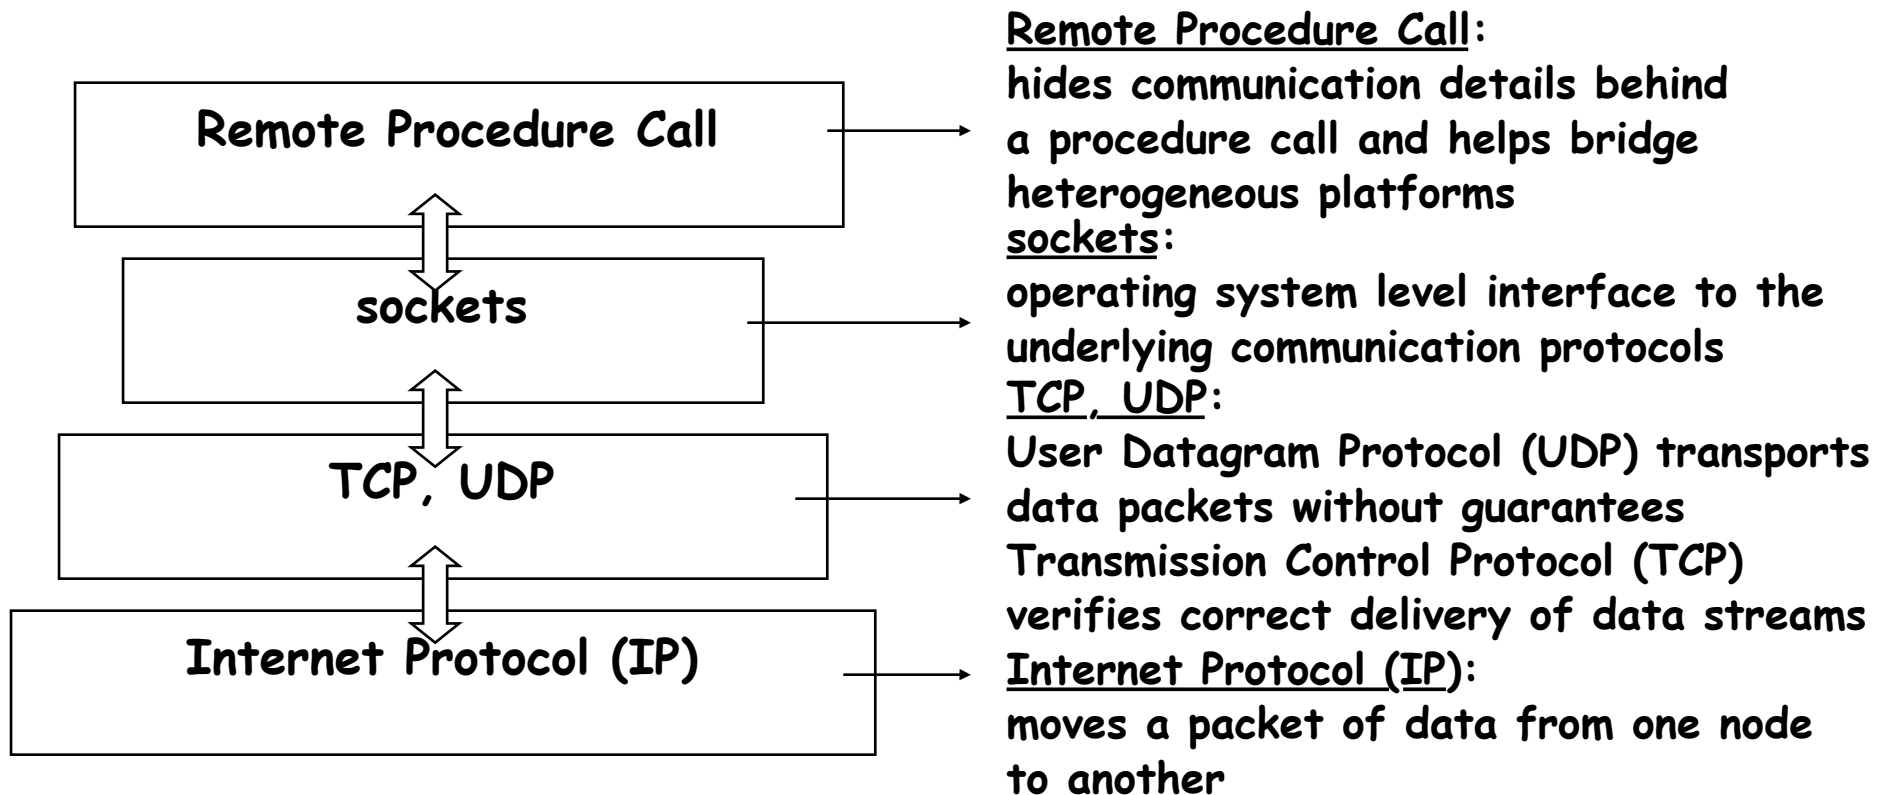 Remote Procedure Call
sockets
TCP, UDP
Internet Protocol (IP)
Remote Procedure Call:
hides communication details behind
a procedure call and helps bridge
heterogeneous platforms
sockets:
operating system level interface to the
underlying communication protocols
TCP, UDP:
User Datagram Protocol (UDP) transports
data packets without guarantees
Transmission Control Protocol (TCP)
verifies correct delivery of data streams
Internet Protocol (IP):
moves a packet of data from one node
to another